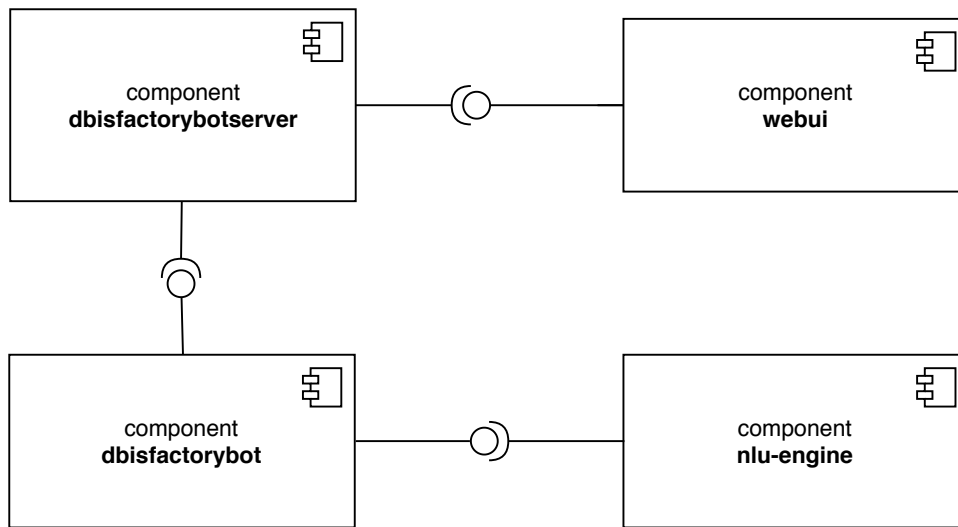 component
dbisfactorybotserver
component
webui
component
dbisfactorybot
component
nlu-engine